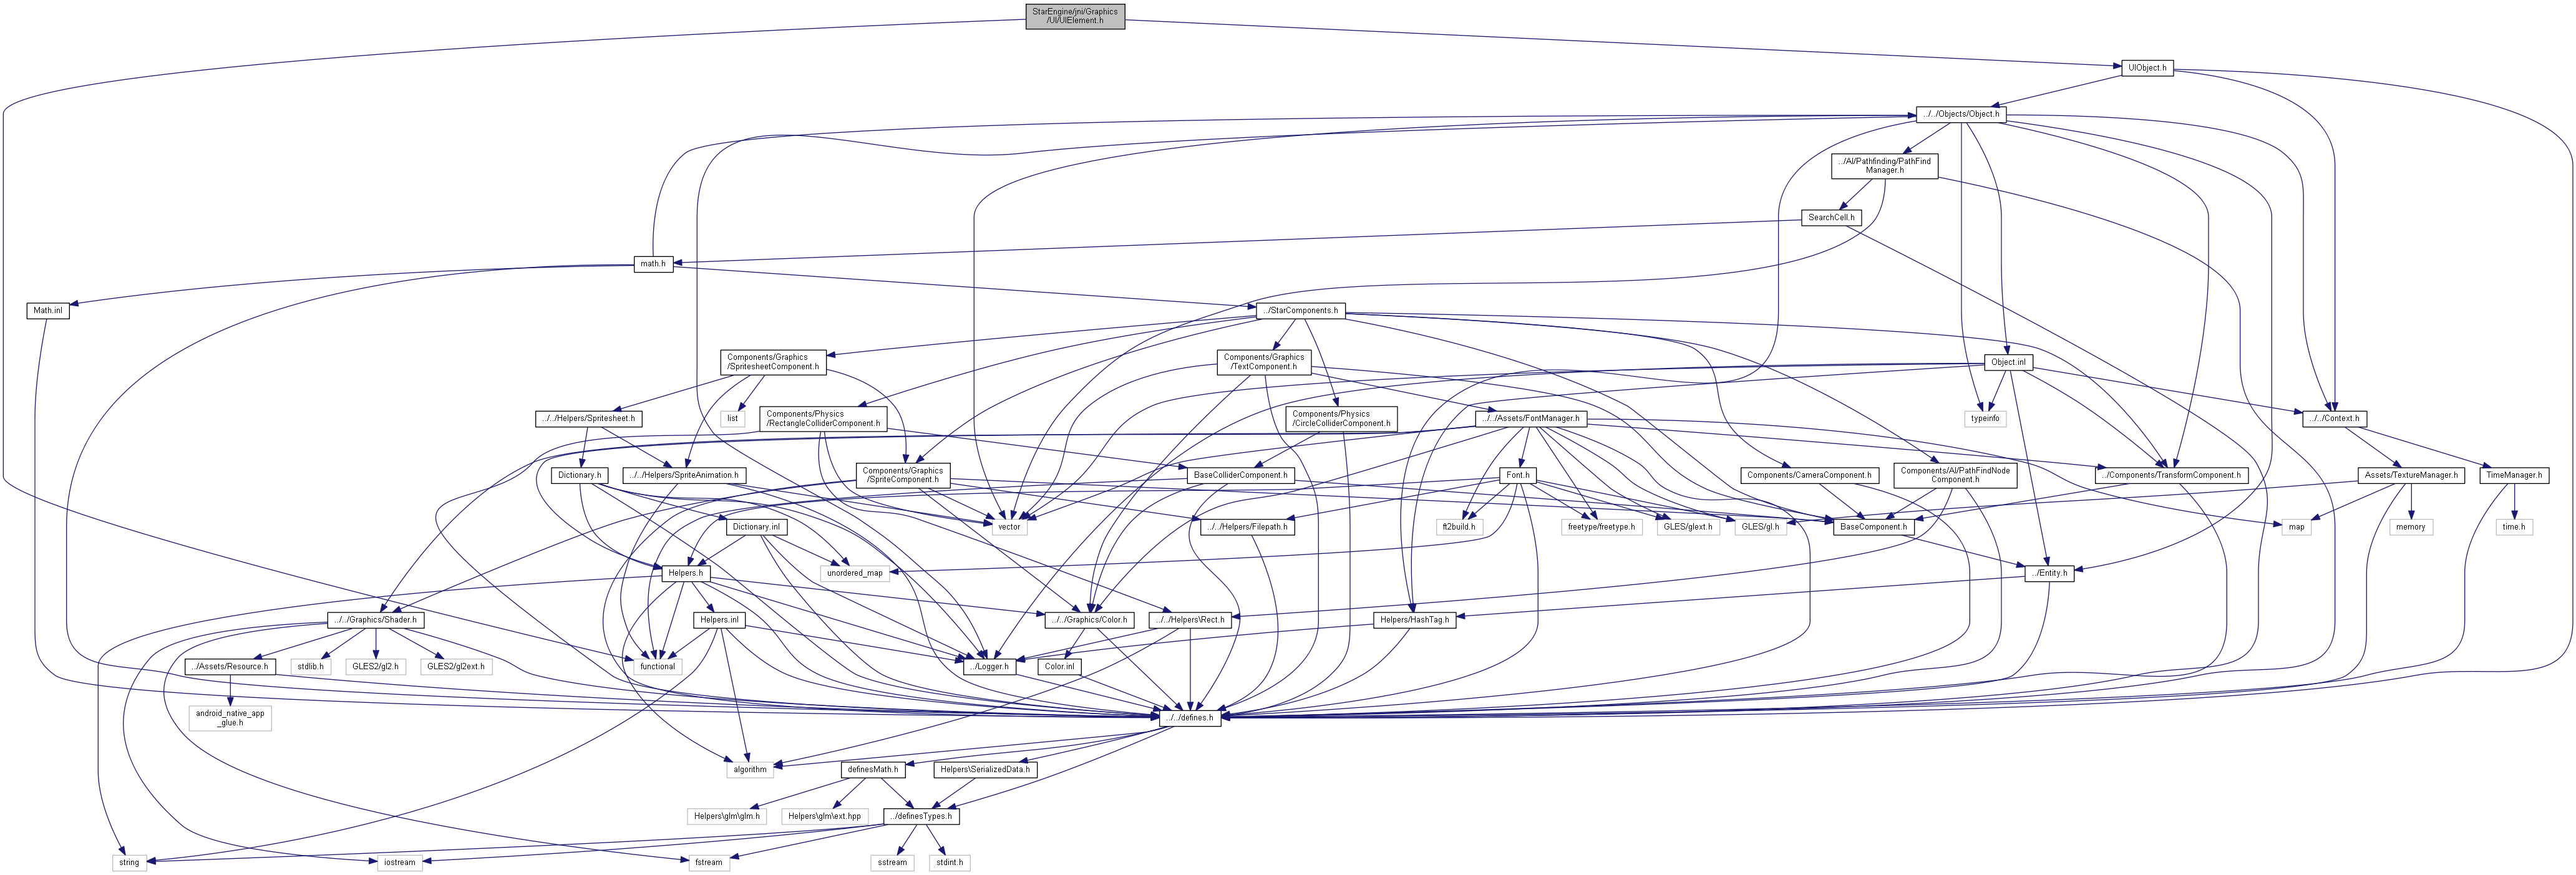 StarEngine/jni/Graphics
/UI/UIElement.h
UIObject.h
../../Objects/Object.h
../AI/Pathfinding/PathFind
Manager.h
SearchCell.h
math.h
Math.inl
../StarComponents.h
Components/Graphics
/SpritesheetComponent.h
Components/Graphics
/TextComponent.h
Object.inl
../../Helpers/Spritesheet.h
list
Components/Physics
/RectangleColliderComponent.h
Components/Physics
/CircleColliderComponent.h
../../Assets/FontManager.h
typeinfo
../../Context.h
Dictionary.h
../../Helpers/SpriteAnimation.h
Components/Graphics
/SpriteComponent.h
BaseColliderComponent.h
Font.h
Components/CameraComponent.h
Components/AI/PathFindNode
Component.h
../Components/TransformComponent.h
Assets/TextureManager.h
TimeManager.h
Dictionary.inl
vector
../../Helpers/Filepath.h
ft2build.h
freetype/freetype.h
GLES/glext.h
GLES/gl.h
BaseComponent.h
map
memory
time.h
Helpers.h
unordered_map
../Entity.h
../../Graphics/Shader.h
Helpers.inl
../../Graphics/Color.h
../../Helpers\Rect.h
Helpers/HashTag.h
../Assets/Resource.h
stdlib.h
GLES2/gl2.h
GLES2/gl2ext.h
functional
../Logger.h
Color.inl
android_native_app
_glue.h
../../defines.h
algorithm
definesMath.h
Helpers\SerializedData.h
Helpers\glm\glm.h
Helpers\glm\ext.hpp
../definesTypes.h
string
iostream
fstream
sstream
stdint.h